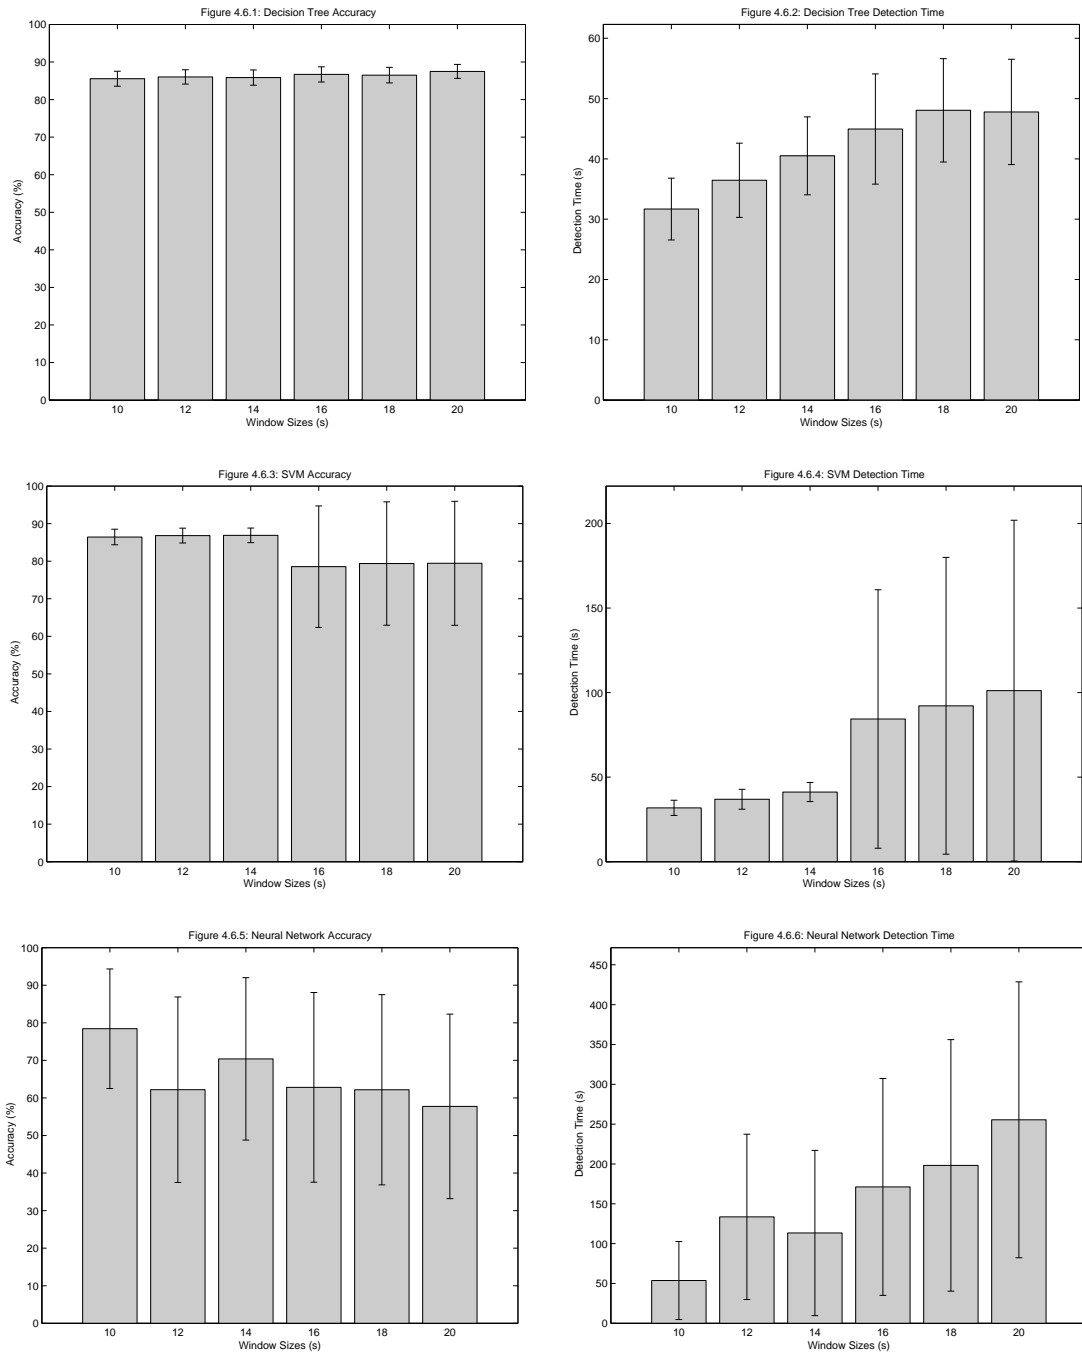 Figure 4.6.1: Decision Tree Accuracy
100
90
80
70
60
50
40
30
20
10
0
Accuracy (%)
10 12 14 16 18 20
Window Sizes (s)
Figure 4.6.2: Decision Tree Detection Time
60
50
40
30
20
10
0
Detection Time (s)
10 12 14 16 18 20
Window Sizes (s)
Figure 4.6.3: SVM Accuracy
100
90
80
70
60
50
40
30
20
10
0
Accuracy (%)
10 12 14 16 18 20
Window Sizes (s)
Figure 4.6.4: SVM Detection Time
200
150
100
50
0
Detection Time (s)
10 12 14 16 18 20
Window Sizes (s)
Figure 4.6.5: Neural Network Accuracy
100
90
80
70
60
50
40
30
20
10
0
Accuracy (%)
10 12 14 16 18 20
Window Sizes (s)
Figure 4.6.6: Neural Network Detection Time
450
400
350
300
250
200
150
100
50
0
Detection Time (s)
10 12 14 16 18 20
Window Sizes (s)